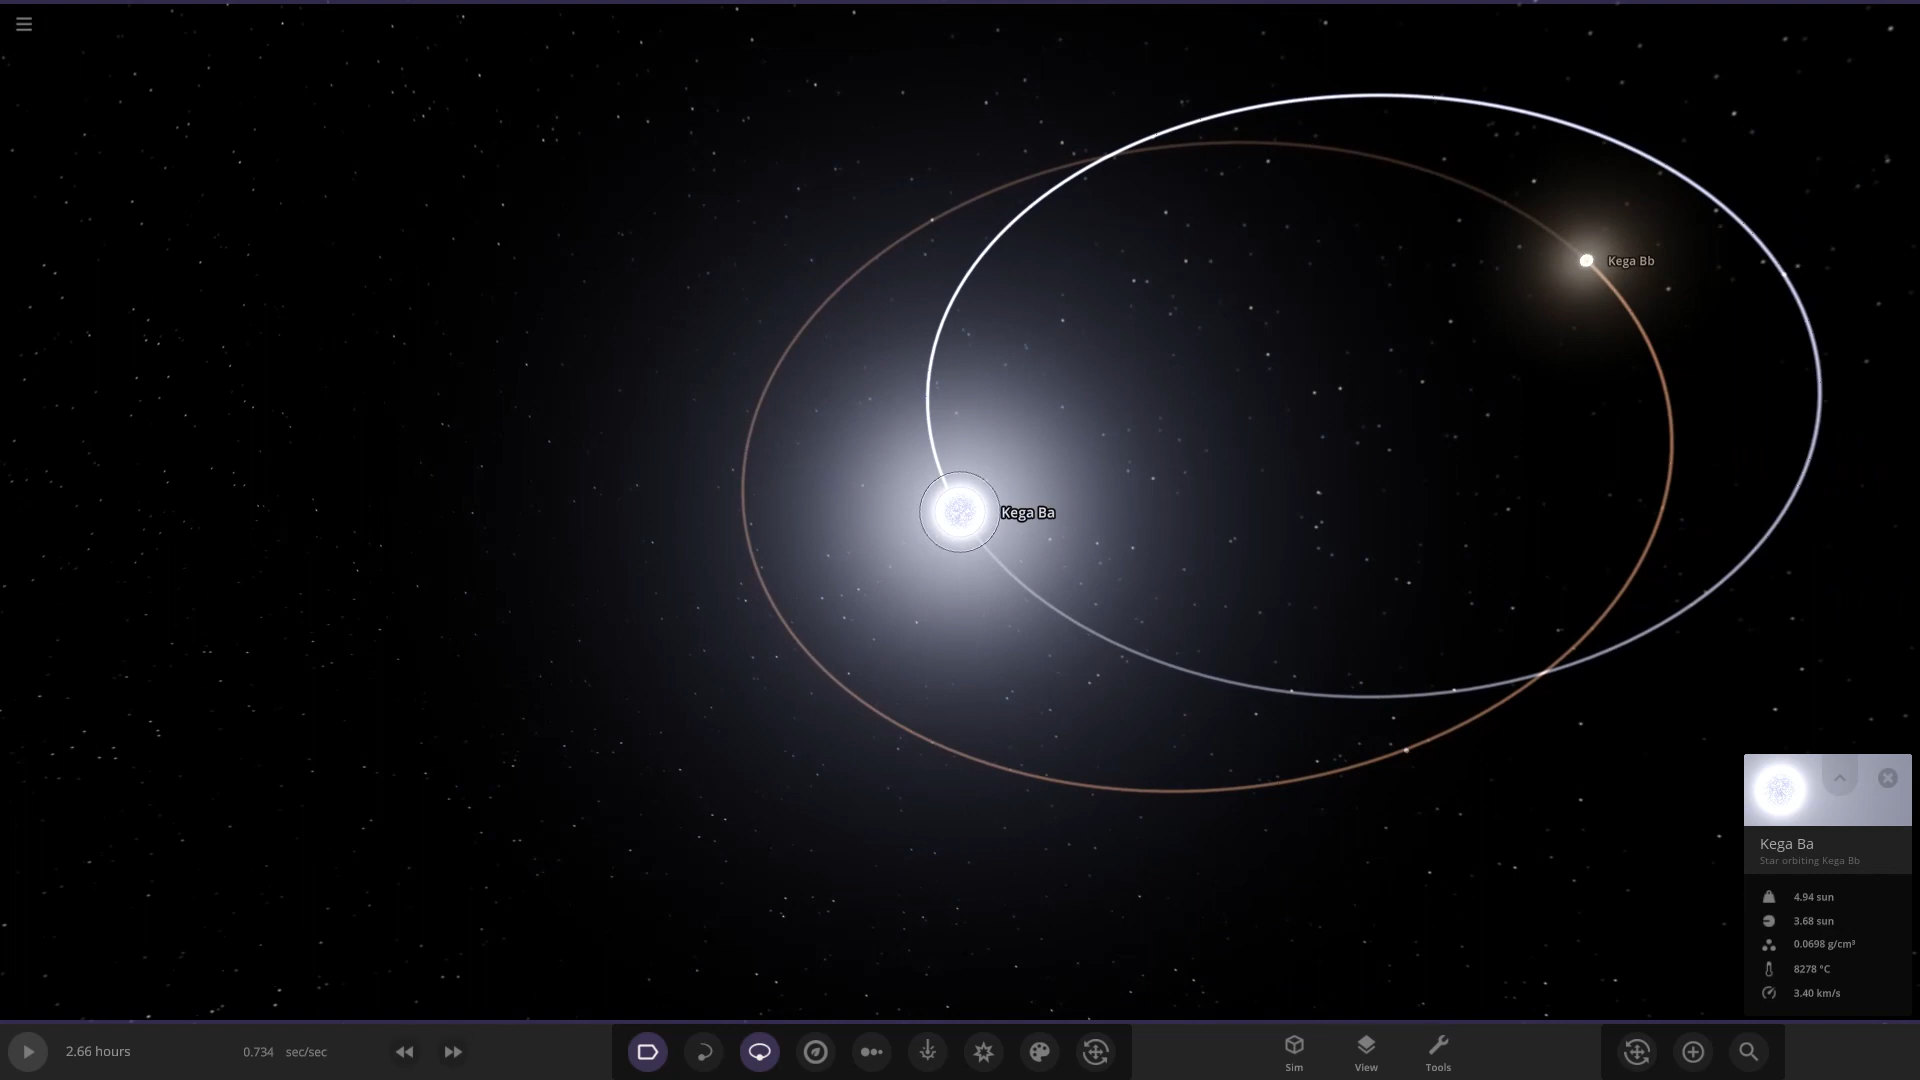 Kega Bb
Kega Ba
Kega Ba
Star orbiting Kega Bb
4.94 sun
3.68 sun
0.0698 g/cm³
8278 °C
3.40 km/s
2.66 hours
0.734 sec/sec
Sim
View
Tools